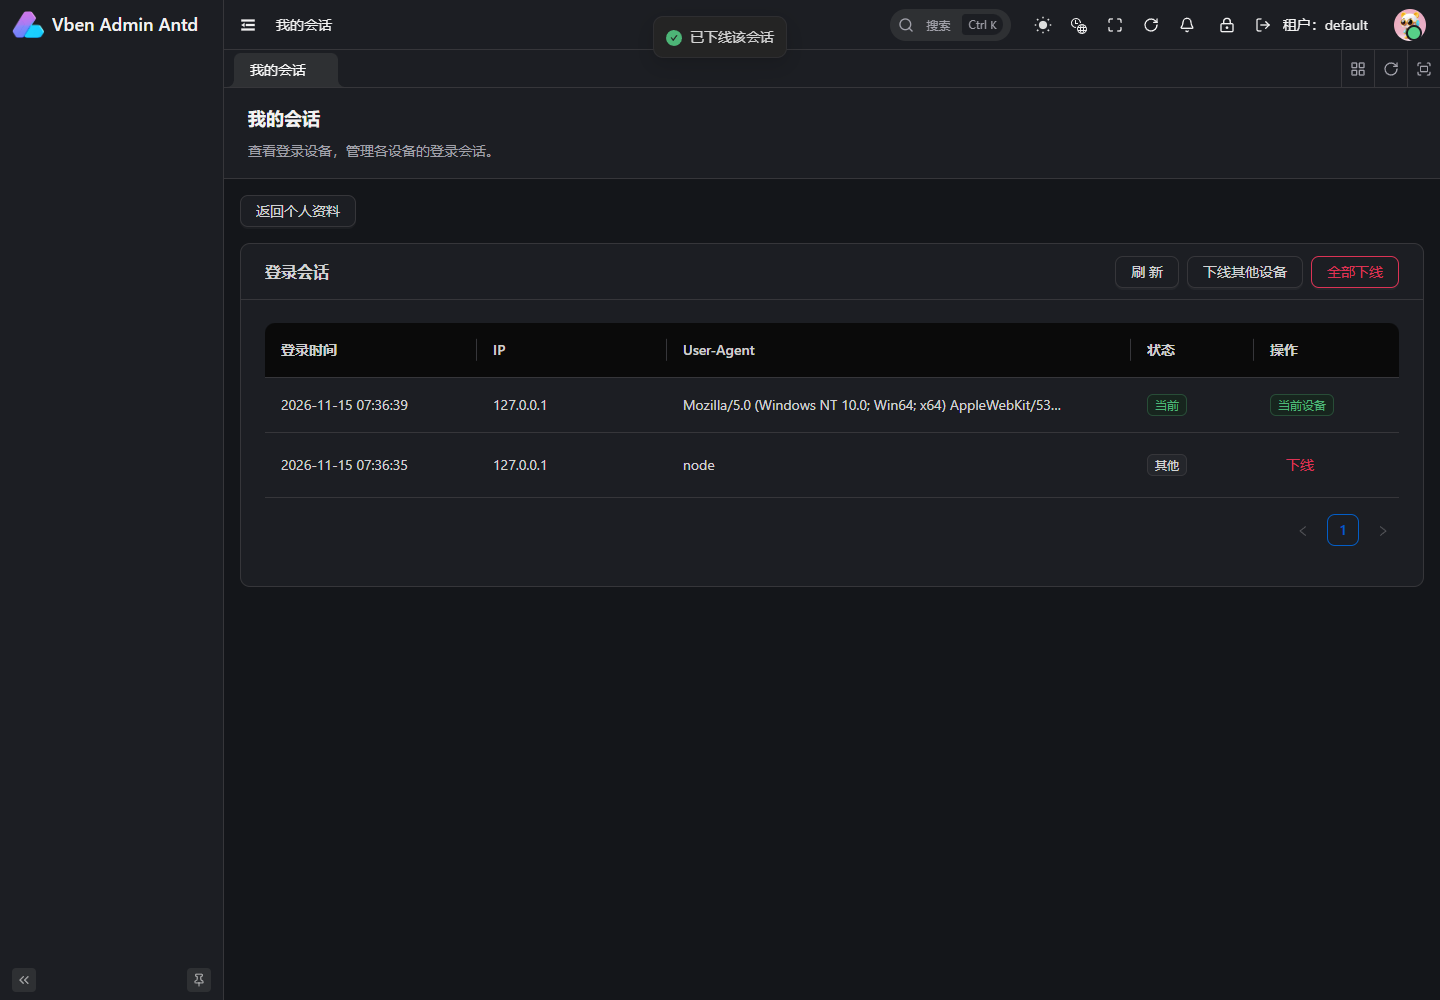 Vben Admin Antd
我的会话
已下线该会话
搜索 Ctrl K
租户：default
我的会话
我的会话
查看登录设备，管理各设备的登录会话。
返回个人资料
登录会话
刷 新 下线其他设备 全部下线
登录时间 IP User-Agent 状态 操作
2026-11-15 07:36:39 127.0.0.1 Mozilla/5.0 (Windows NT 10.0; Win64; x64) AppleWebKit/53... 当前 当前设备
2026-11-15 07:36:35 127.0.0.1 node 其他 下线
1